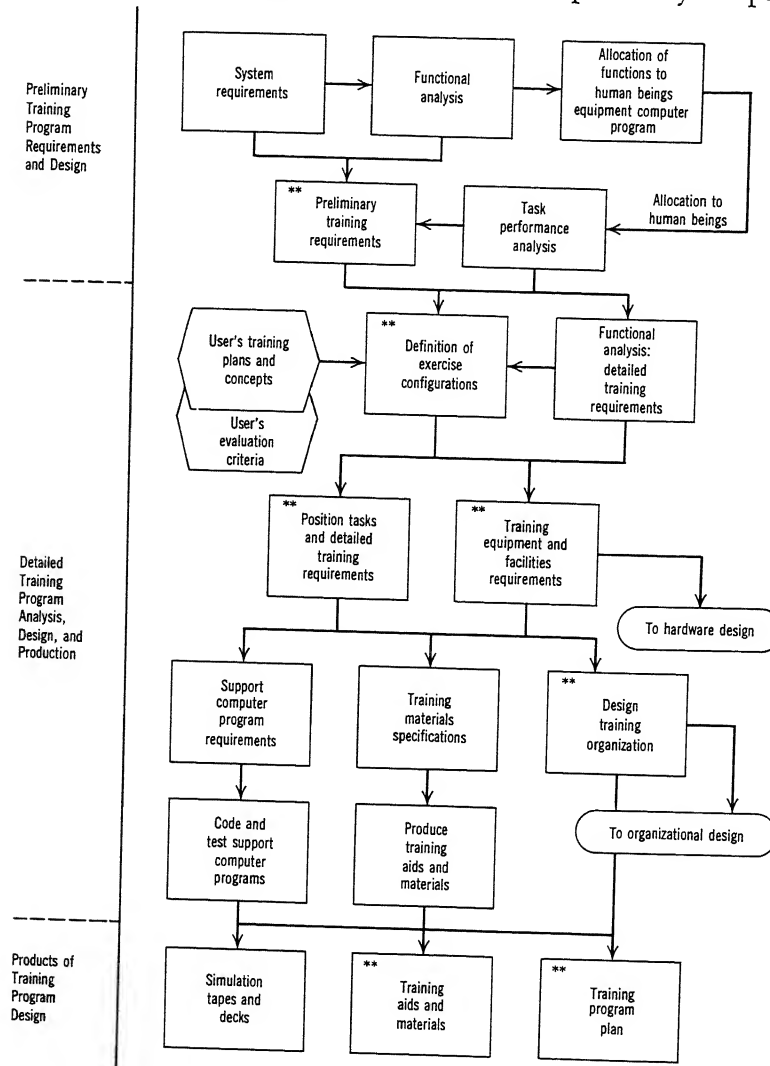 System
requirements
Functional
analysis
Allocation of
functions to
human beings
equipment computer
program
Preliminary
Training
Program
Requirements
and Design
**
Preliminary
training
requirements
Task
performance
analysis
Allocation to
human beings
User's training
plans and
concepts
User's
evaluation
criteria
**
Definition of
exercise
configurations
Functional
analysis:
detailed
training
requirements
**
Position tasks
and detailed
training
requirements
**
Training
equipment and
facilities
requirements
To hardware design
Detailed
Training
Program
Analysis,
Design, and
Production
Support
computer
program
requirements
Training
materials
specifications
**
Design
training
organization
Code and
test support
computer
programs
Produce
training
aids and
materials
To organizational design
Products of
Training
Program
Design
Simulation
tapes and
decks
**
Training
aids and
materials
**
Training
program
plan